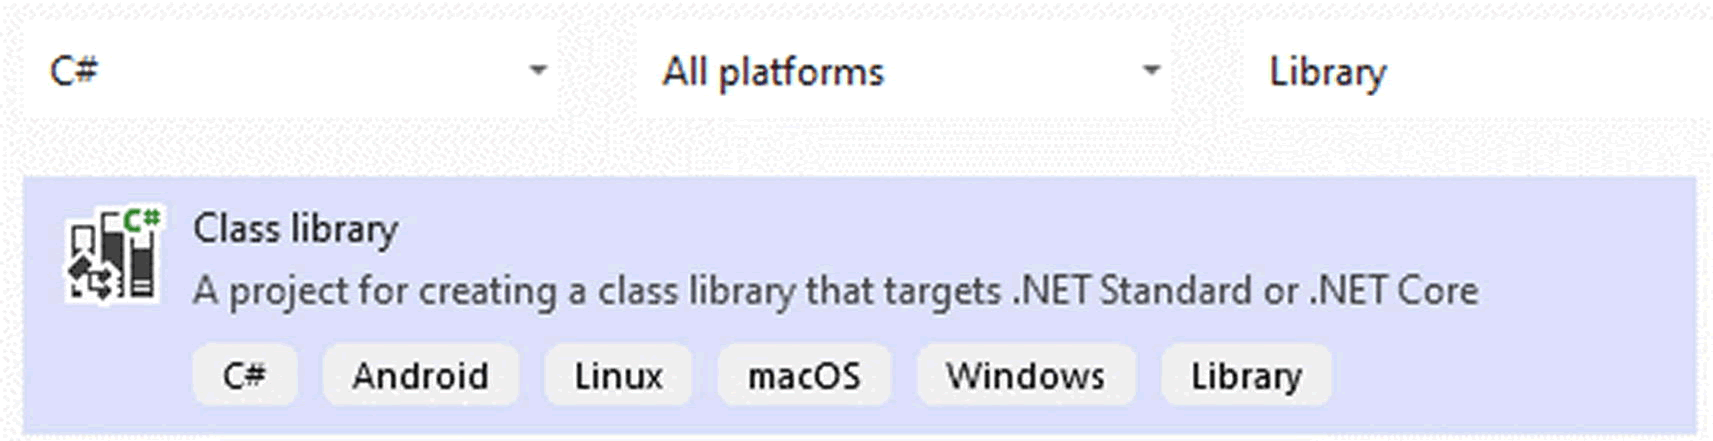 C# All platforms Library
C#
Class library
A project for creating a class library that targets .NET Standard or .NET Core
C# Android Linux macOS Windows Library